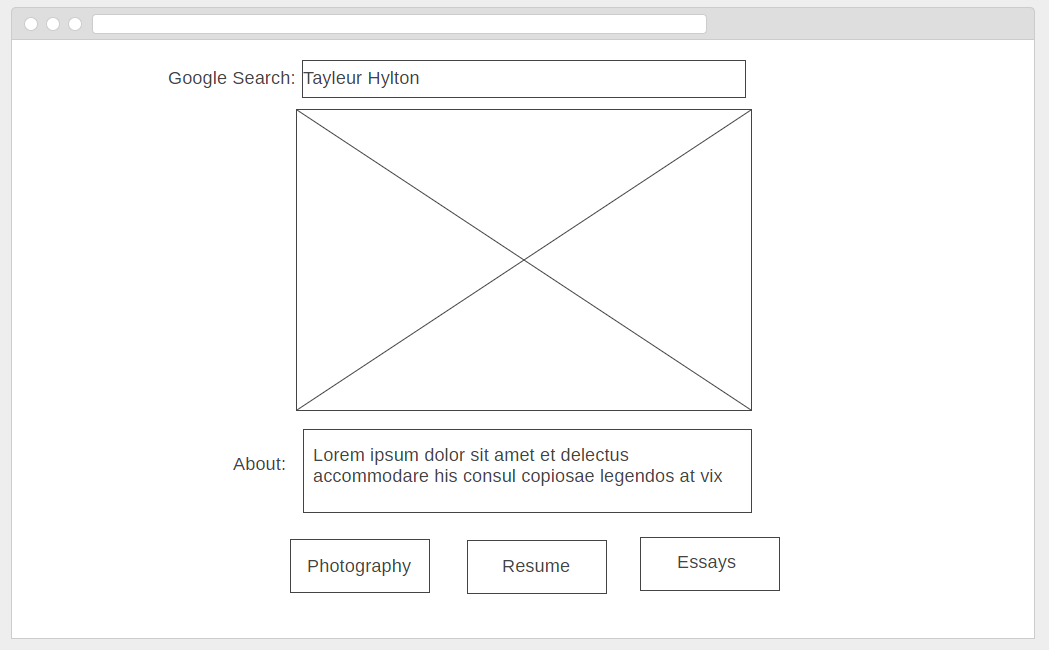 Google Search: Tayleur Hylton
About:
Lorem ipsum dolor sit amet et delectus
accommodare his consul copiosae legendos at vix
Photography Resume Essays